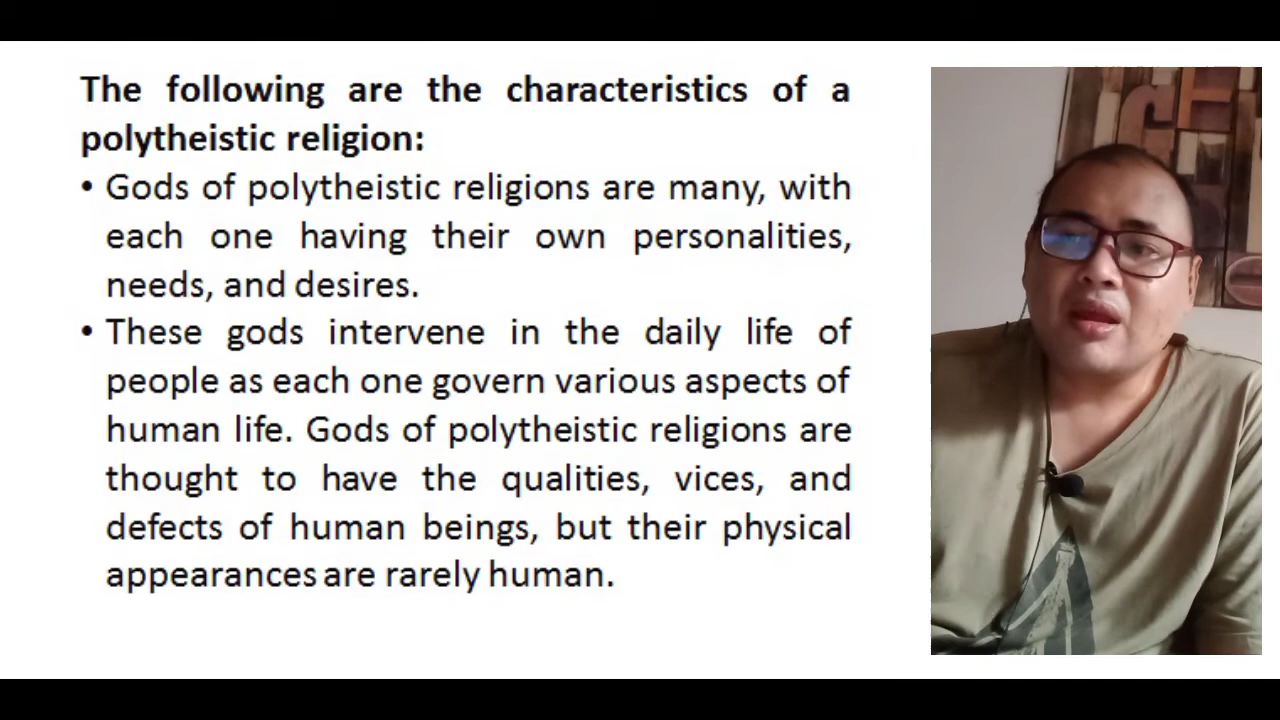 The following are the characteristics of a
polytheistic religion:
• Gods of polytheistic religions are many, with
each one having their own personalities,
needs, and desires.
• These gods intervene in the daily life of
people as each one govern various aspects of
human life. Gods of polytheistic religions are
thought to have the qualities, vices, and
defects of human beings, but their physical
appearances are rarely human.